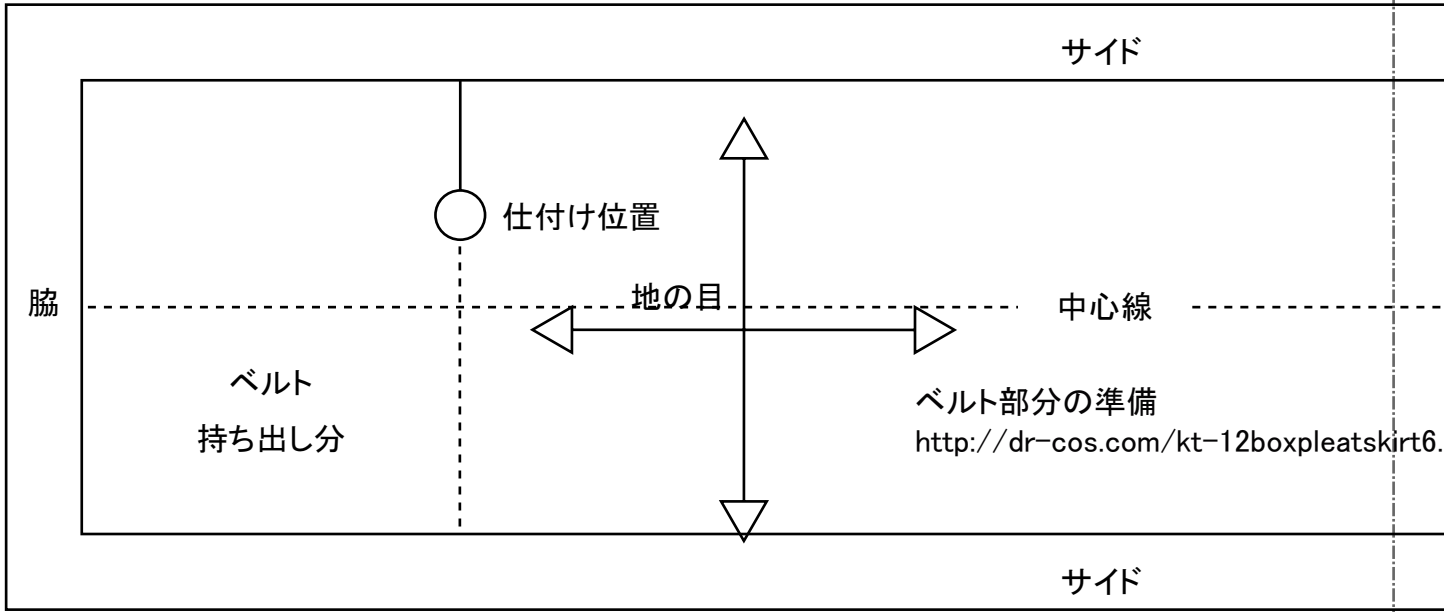 サイド
仕付け位置
地の目
脇
中心線
ベルト
持ち出し分
ベルト部分の準備
http://dr-cos.com/kt-12boxpleatskirt6.
サイド